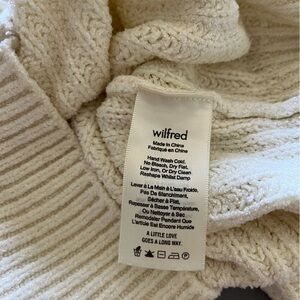 wilfred
Made in China
Fabriqué en Chine
Hand Wash Cold,
No Bleach, Dry Flat,
Low Iron, Or Dry Clean
Reshape Whilst Damp
Laver à La Main à L'eau Froide,
Pas De Blanchiment,
Sécher à Plat,
Repasser à Basse Température,
Ou Nettoyer à Sec
Remodeler Pendant Que
L'article Est Encore Humide
A LITTLE LOVE
GOES A LONG WAY.